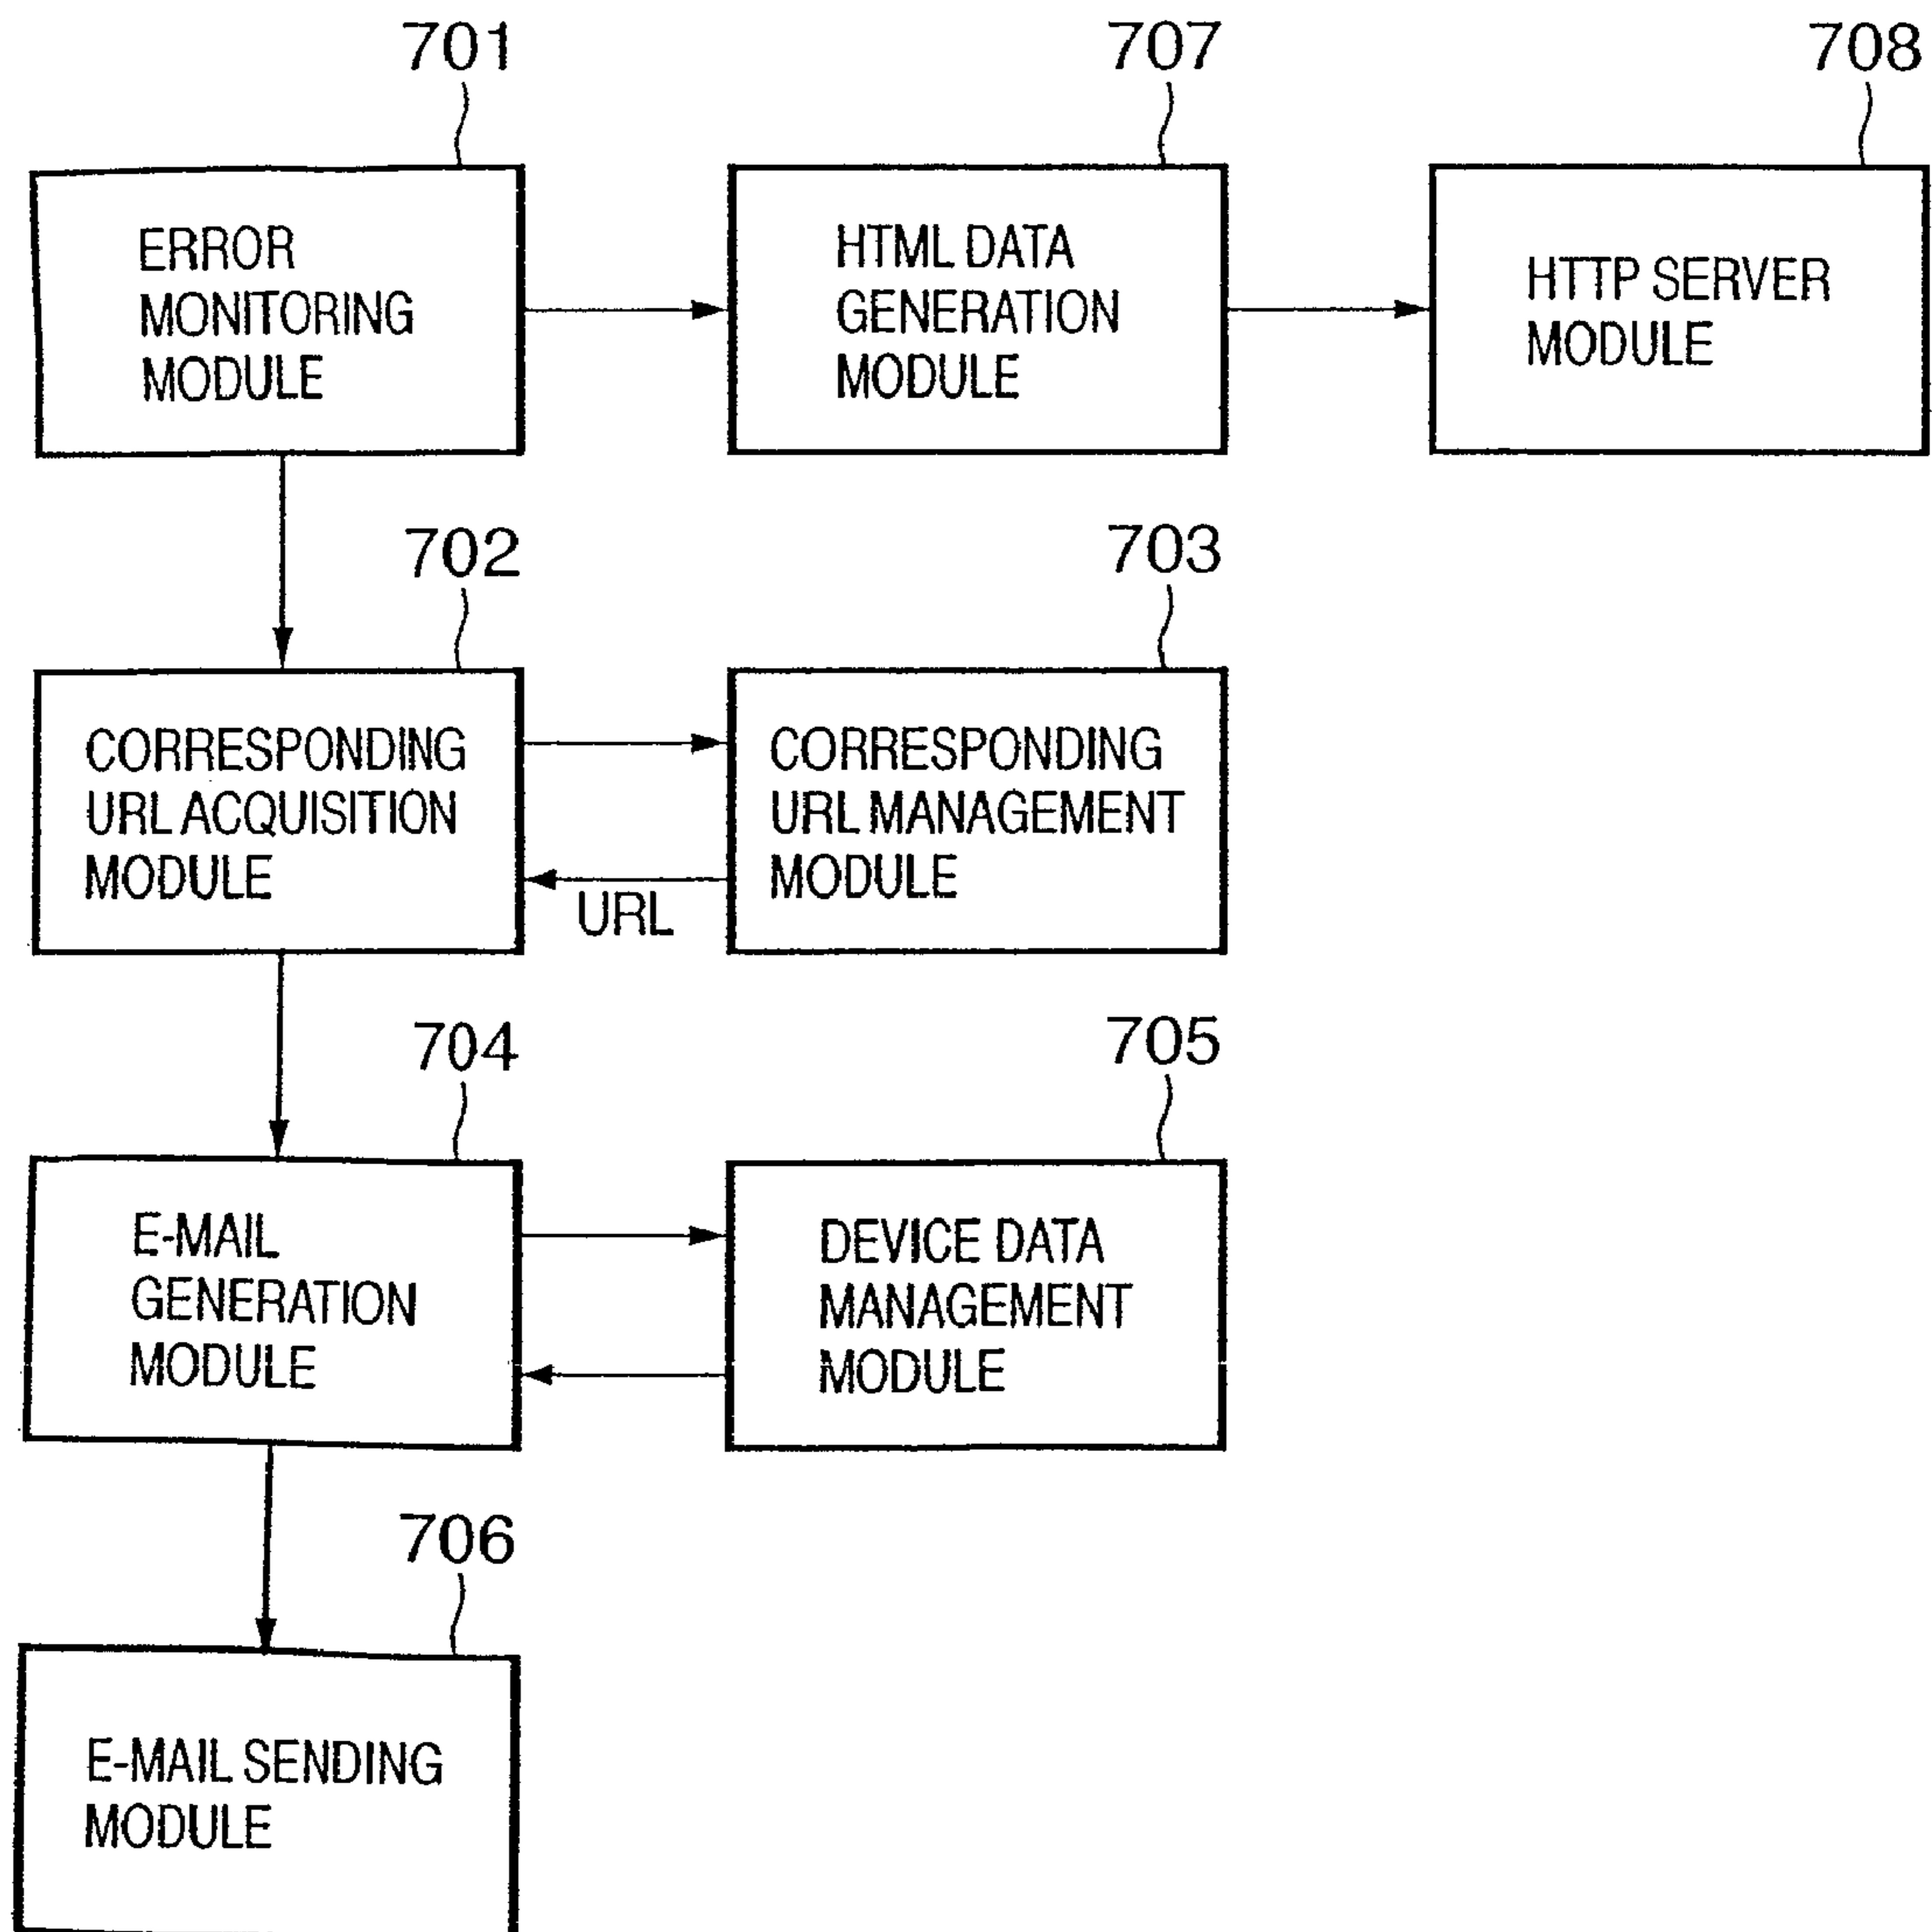 701
707
708
ERROR
MONITORING
MODULE
HTML DATA
GENERATION
MODULE
HTTP SERVER
MODULE
702
703
CORRESPONDING
URL ACQUISITION
MODULE
CORRESPONDING
URL MANAGEMENT
MODULE
URL
704
705
E-MAIL
GENERATION
MODULE
DEVICE DATA
MANAGEMENT
MODULE
706
E-MAIL SENDING
MODULE